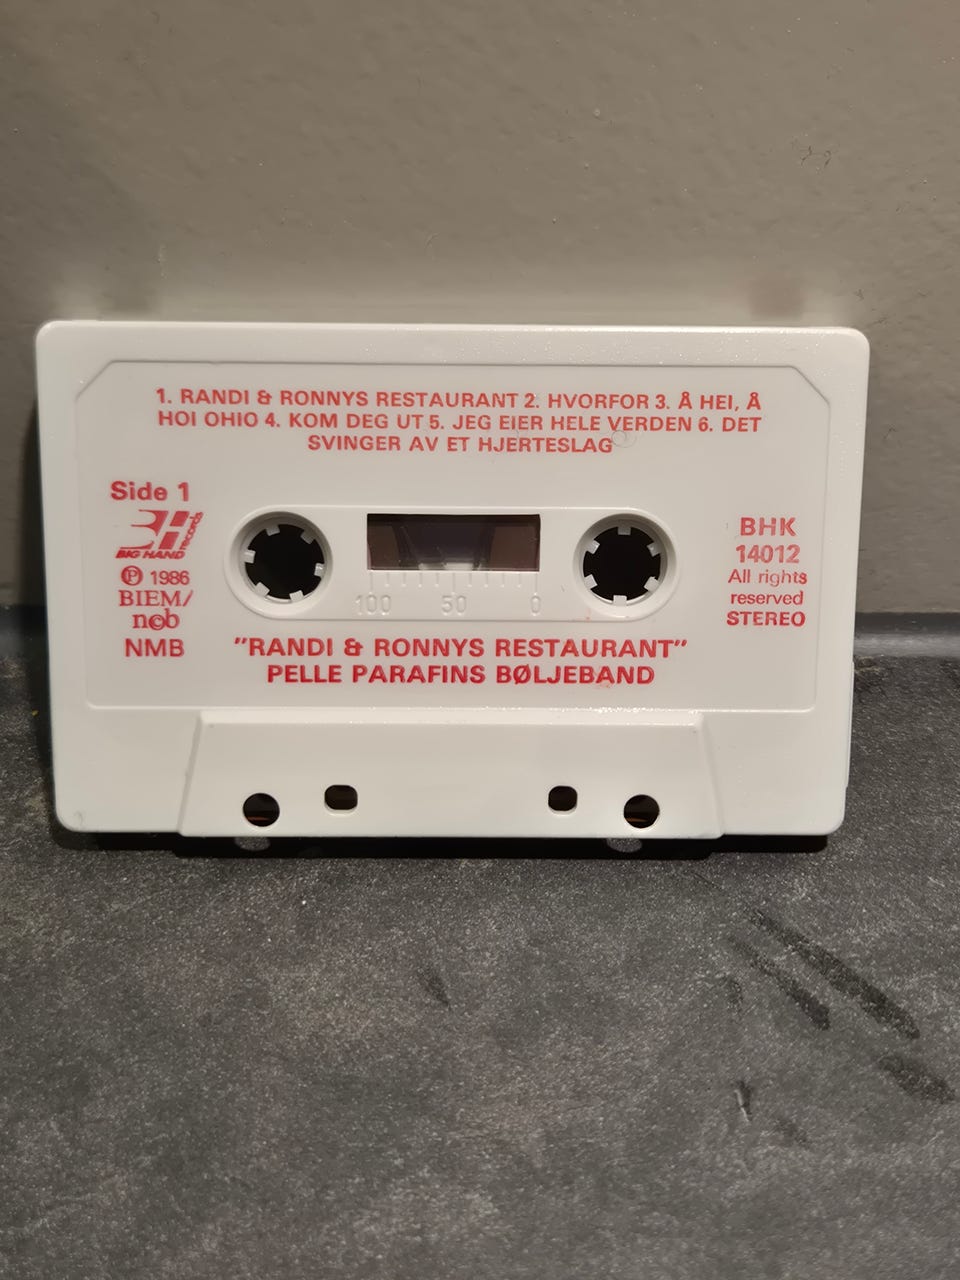 1. RANDI & RONNYS RESTAURANT 2. HVORFOR 3. Å HEI, Å
HOI OHIO 4. KOM DEG UT 5. JEG EIER HELE VERDEN 6. DET
SVINGER AV ET HJERTESLAG
Side 1
BH records
BIG HAND
Ⓟ 1986
BIEM/
n©b
NMB
BHK
14012
All rights
reserved
STEREO
100 50 0
"RANDI & RONNYS RESTAURANT"
PELLE PARAFINS BØLJEBAND